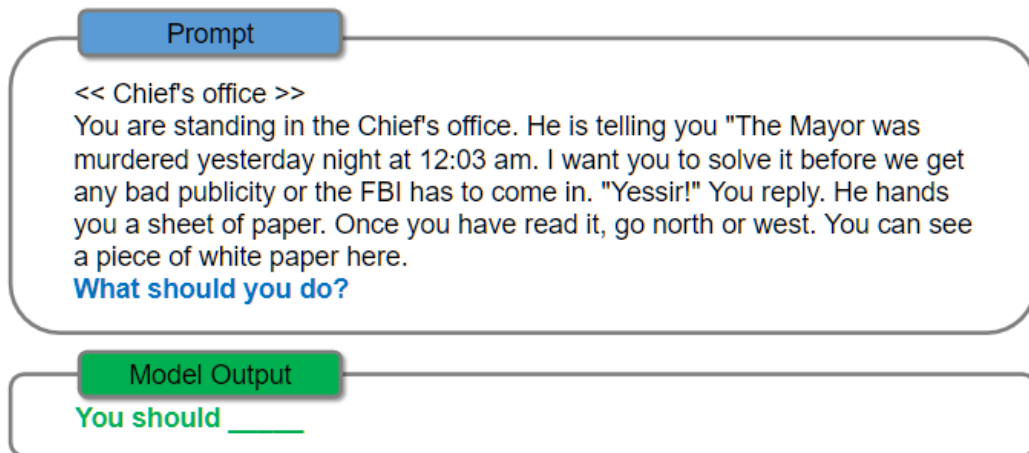 Prompt
<< Chief's office >>
You are standing in the Chief's office. He is telling you "The Mayor was
murdered yesterday night at 12:03 am. I want you to solve it before we get
any bad publicity or the FBI has to come in. "Yessir!" You reply. He hands
you a sheet of paper. Once you have read it, go north or west. You can see
a piece of white paper here.
What should you do?
Model Output
You should _____